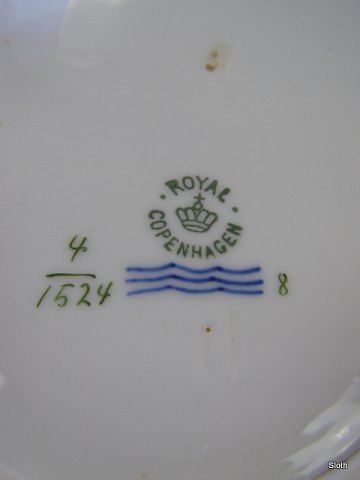 ROYAL
COPENHAGEN
4
1524
8
Sloth